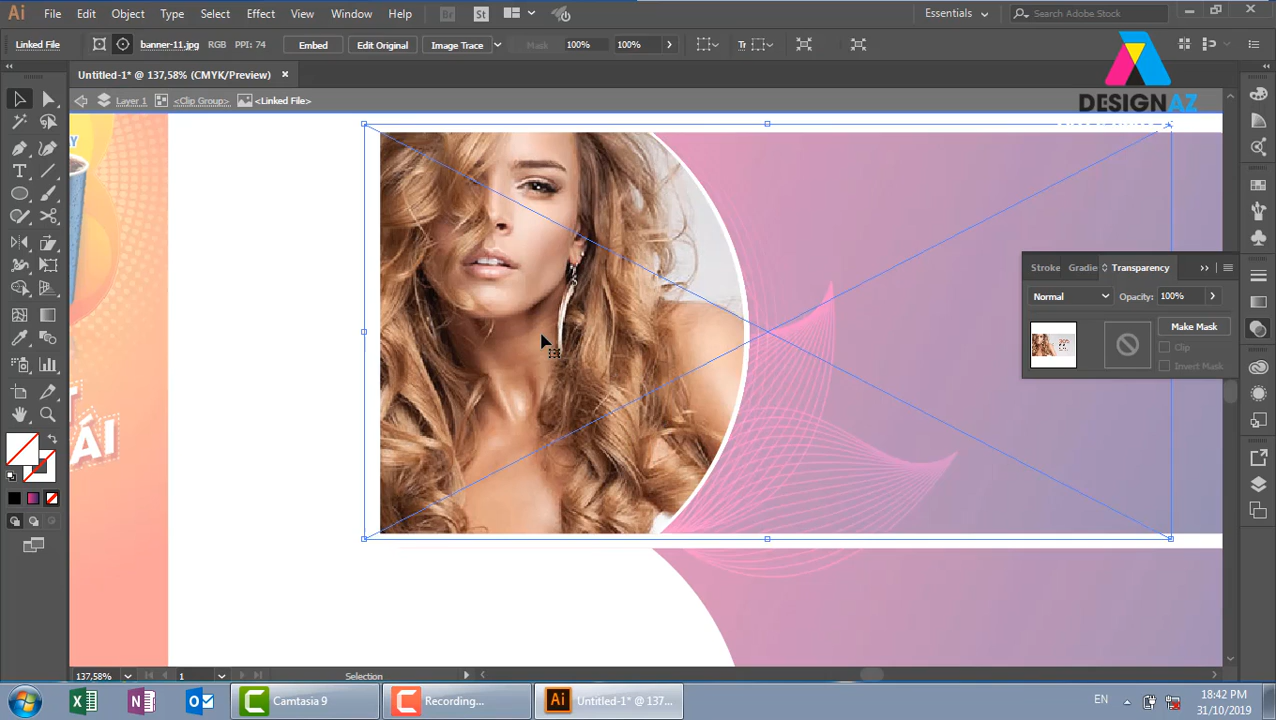 Ai File Edit Object Type Select Effect View Window Help Br St Essentials Search Adobe Stock
Linked File banner-11.jpg RGB PPI: 74 Embed Edit Original Image Trace Mask 100% 100%
Untitled-1* @ 137,58% (CMYK/Preview)
DESIGNAZ
Layer 1 <Clip Group> <Linked File>
Stroke Gradie Transparency
Normal Opacity: 100%
Make Mask
Clip
Invert Mask
ÁI
137,58% 1 Selection
Camtasia 9 Recording... Ai Untitled-1* @ 137... EN 18:42 PM
31/10/2019